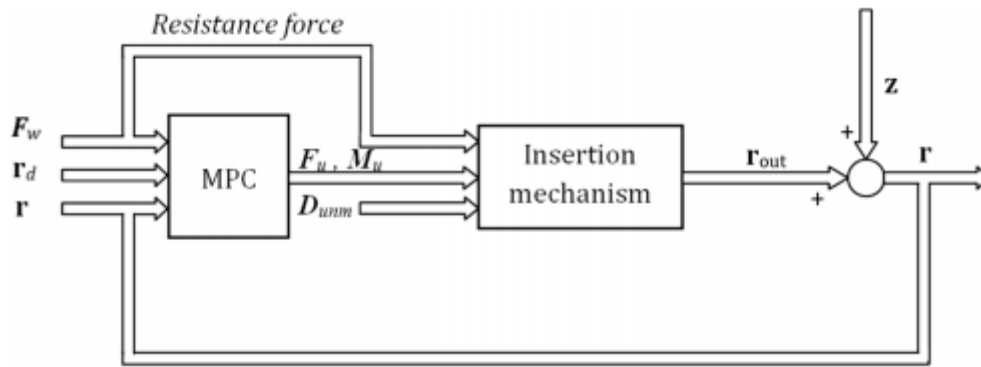 Resistance force
z
F_w
+
r_d
MPC
F_u , M_u
Insertion
mechanism
r_out
r
r
D_unm
+